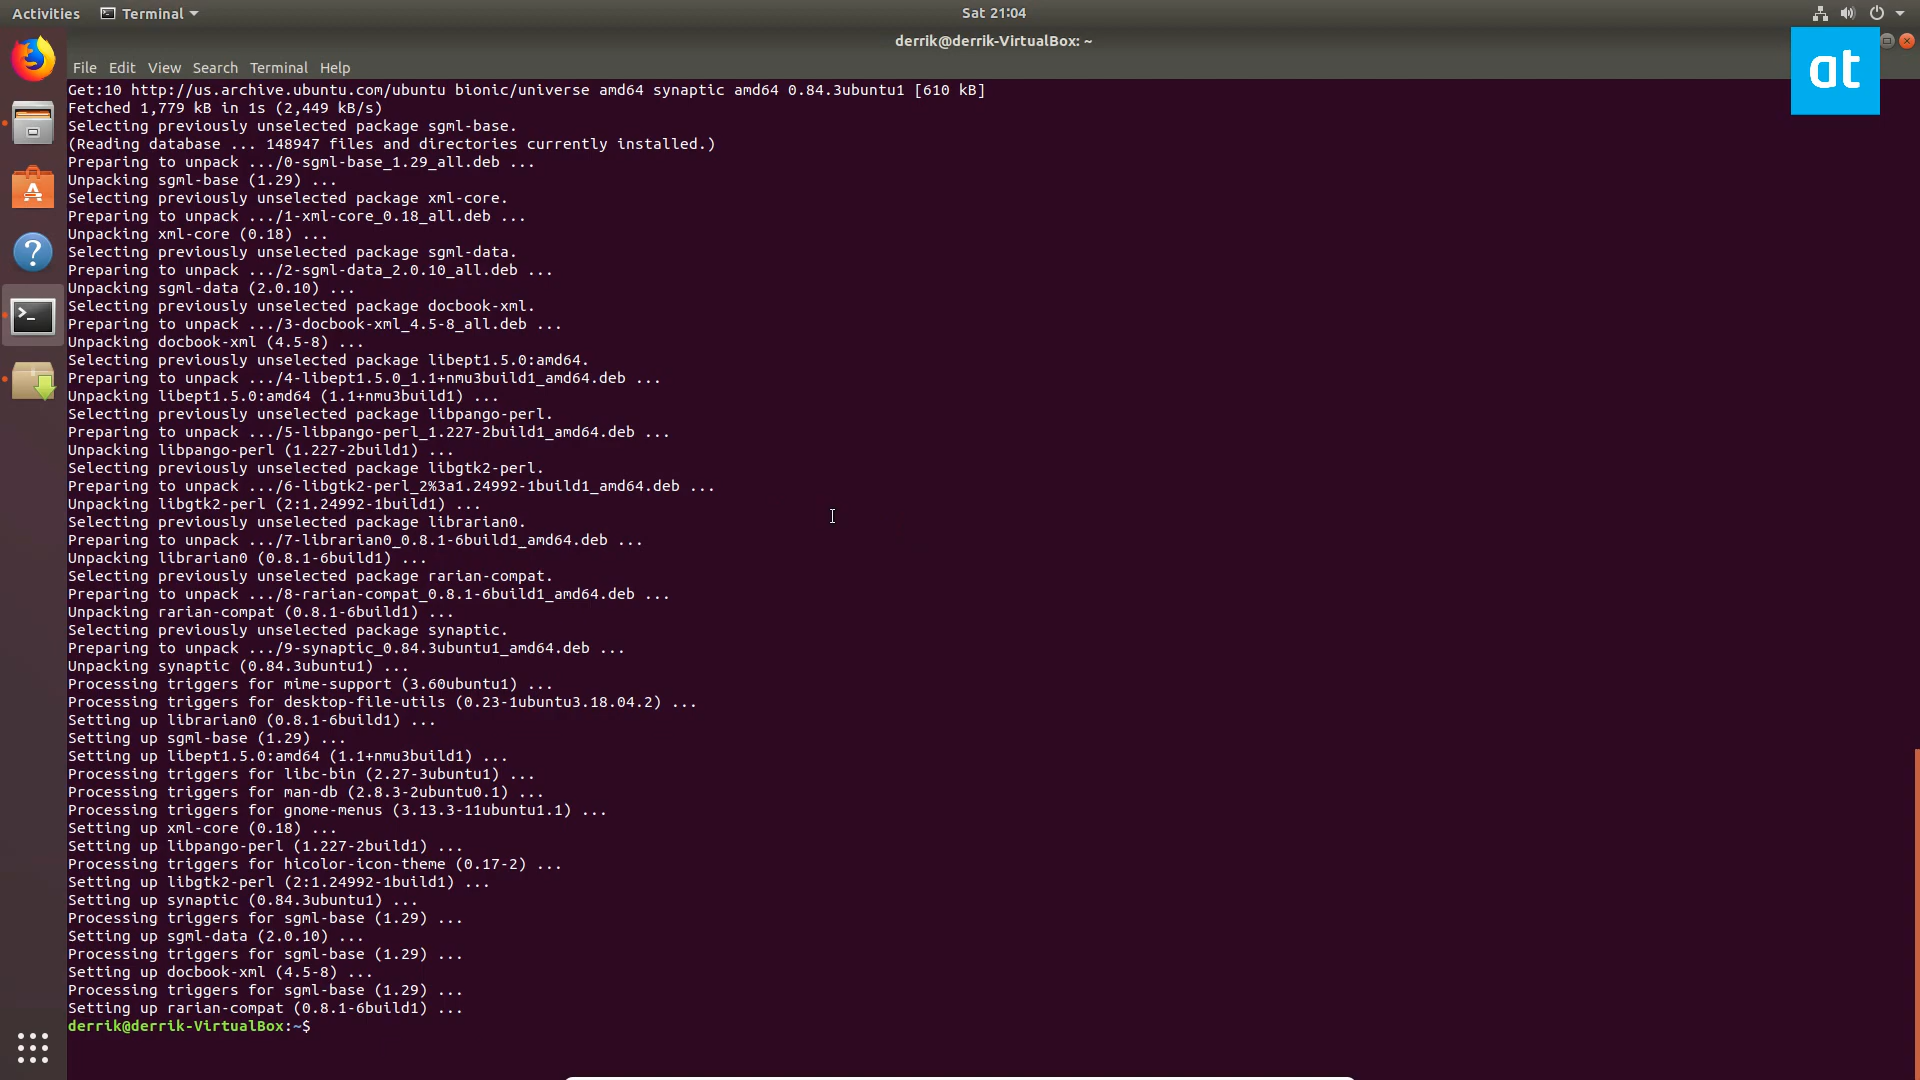 Activities Terminal Sat 21:04
derrik@derrik-VirtualBox: ~
at
File Edit View Search Terminal Help
Get:10 http://us.archive.ubuntu.com/ubuntu bionic/universe amd64 synaptic amd64 0.84.3ubuntu1 [610 kB]
Fetched 1,779 kB in 1s (2,449 kB/s)
Selecting previously unselected package sgml-base.
(Reading database ... 148947 files and directories currently installed.)
Preparing to unpack .../0-sgml-base_1.29_all.deb ...
Unpacking sgml-base (1.29) ...
Selecting previously unselected package xml-core.
Preparing to unpack .../1-xml-core_0.18_all.deb ...
Unpacking xml-core (0.18) ...
Selecting previously unselected package sgml-data.
Preparing to unpack .../2-sgml-data_2.0.10_all.deb ...
Unpacking sgml-data (2.0.10) ...
Selecting previously unselected package docbook-xml.
Preparing to unpack .../3-docbook-xml_4.5-8_all.deb ...
Unpacking docbook-xml (4.5-8) ...
Selecting previously unselected package libept1.5.0:amd64.
Preparing to unpack .../4-libept1.5.0_1.1+nmu3build1_amd64.deb ...
Unpacking libept1.5.0:amd64 (1.1+nmu3build1) ...
Selecting previously unselected package libpango-perl.
Preparing to unpack .../5-libpango-perl_1.227-2build1_amd64.deb ...
Unpacking libpango-perl (1.227-2build1) ...
Selecting previously unselected package libgtk2-perl.
Preparing to unpack .../6-libgtk2-perl_2%3a1.24992-1build1_amd64.deb ...
Unpacking libgtk2-perl (2:1.24992-1build1) ...
Selecting previously unselected package librarian0.
Preparing to unpack .../7-librarian0_0.8.1-6build1_amd64.deb ...
Unpacking librarian0 (0.8.1-6build1) ...
Selecting previously unselected package rarian-compat.
Preparing to unpack .../8-rarian-compat_0.8.1-6build1_amd64.deb ...
Unpacking rarian-compat (0.8.1-6build1) ...
Selecting previously unselected package synaptic.
Preparing to unpack .../9-synaptic_0.84.3ubuntu1_amd64.deb ...
Unpacking synaptic (0.84.3ubuntu1) ...
Processing triggers for mime-support (3.60ubuntu1) ...
Processing triggers for desktop-file-utils (0.23-1ubuntu3.18.04.2) ...
Setting up librarian0 (0.8.1-6build1) ...
Setting up sgml-base (1.29) ...
Setting up libept1.5.0:amd64 (1.1+nmu3build1) ...
Processing triggers for libc-bin (2.27-3ubuntu1) ...
Processing triggers for man-db (2.8.3-2ubuntu0.1) ...
Processing triggers for gnome-menus (3.13.3-11ubuntu1.1) ...
Setting up xml-core (0.18) ...
Setting up libpango-perl (1.227-2build1) ...
Processing triggers for hicolor-icon-theme (0.17-2) ...
Setting up libgtk2-perl (2:1.24992-1build1) ...
Setting up synaptic (0.84.3ubuntu1) ...
Processing triggers for sgml-base (1.29) ...
Setting up sgml-data (2.0.10) ...
Processing triggers for sgml-base (1.29) ...
Setting up docbook-xml (4.5-8) ...
Processing triggers for sgml-base (1.29) ...
Setting up rarian-compat (0.8.1-6build1) ...
derrik@derrik-VirtualBox:~$